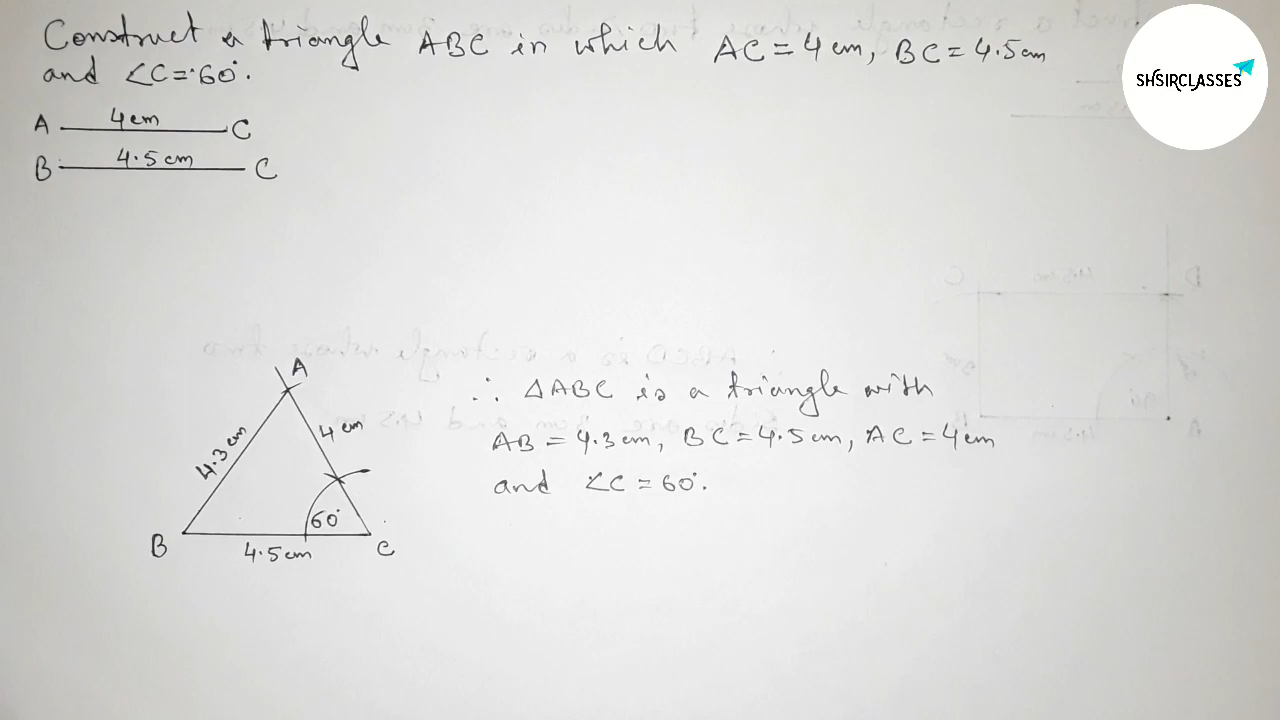 Construct a triangle ABC in which AC = 4 cm, BC = 4.5 cm
and ∠C = 60°.
SHSIRCLASSES
A 4 cm C
B 4.5 cm C
A
4.3 cm
4 cm
60°
B 4.5 cm C
∴ △ABC is a triangle with
AB = 4.3 cm, BC = 4.5 cm, AC = 4 cm
and ∠C = 60°.